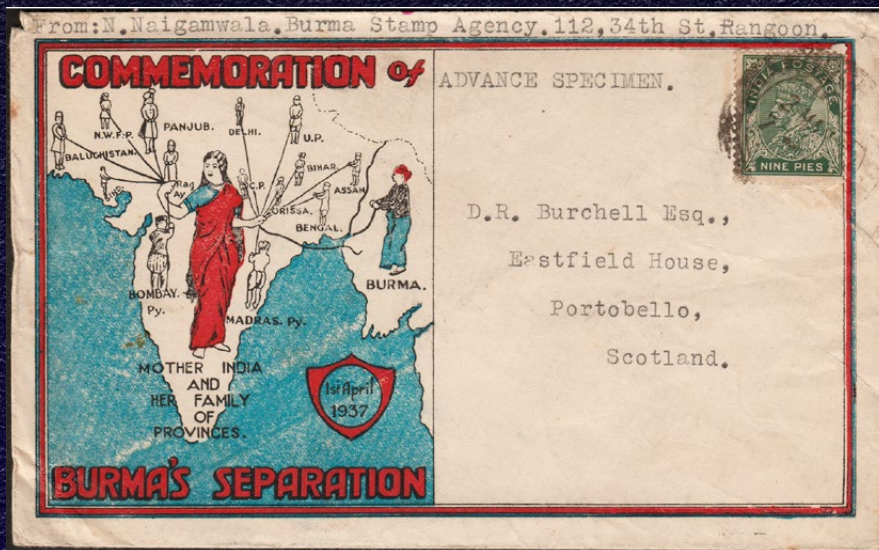 From:N.Naigamwala.Burma Stamp Agency.112,34th St.Rangoon.
COMMEMORATION of
ADVANCE SPECIMEN.
INDIA POSTAGE
NINE PIES
N.W.F.P.
PANJUB.
DELHI.
U.P.
BALUCHISTAN.
BIHAR.
SIND.
Raj
C.P.
ASSAM
ORISSA.
BENGAL.
BURMA.
BOMBAY.
Py.
MADRAS. Py.
D.R. Burchell Esq.,
Eastfield House,
Portobello,
Scotland.
MOTHER INDIA
AND
HER FAMILY
OF
PROVINCES.
1st April
1937
BURMA'S SEPARATION